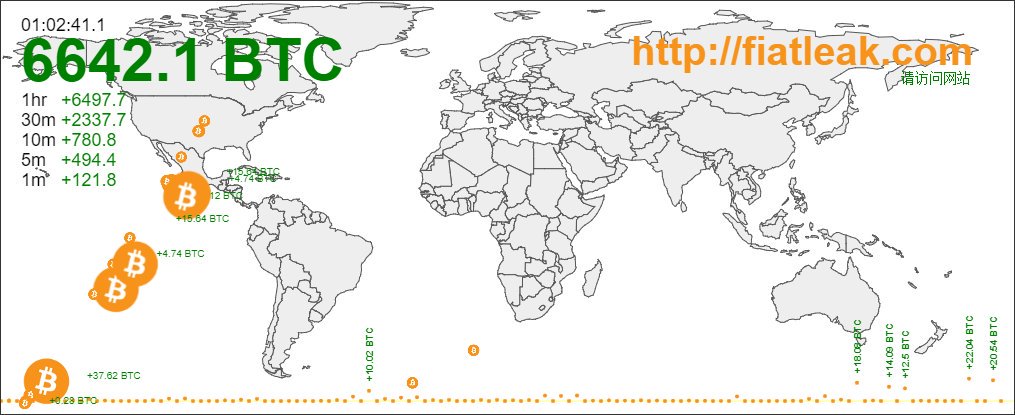 01:02:41.1
6642.1 BTC
http://fiatleak.com
请访问网站
1hr +6497.7
30m +2337.7
10m +780.8
5m +494.4
1m +121.8
+15.64 BTC
+4.74 BTC
12 BTC
+15.64 BTC
+4.74 BTC
+37.62 BTC
+0.23 BTC
+10.02 BTC
+18.09 BTC
+14.09 BTC
+12.5 BTC
+22.04 BTC
+20.54 BTC